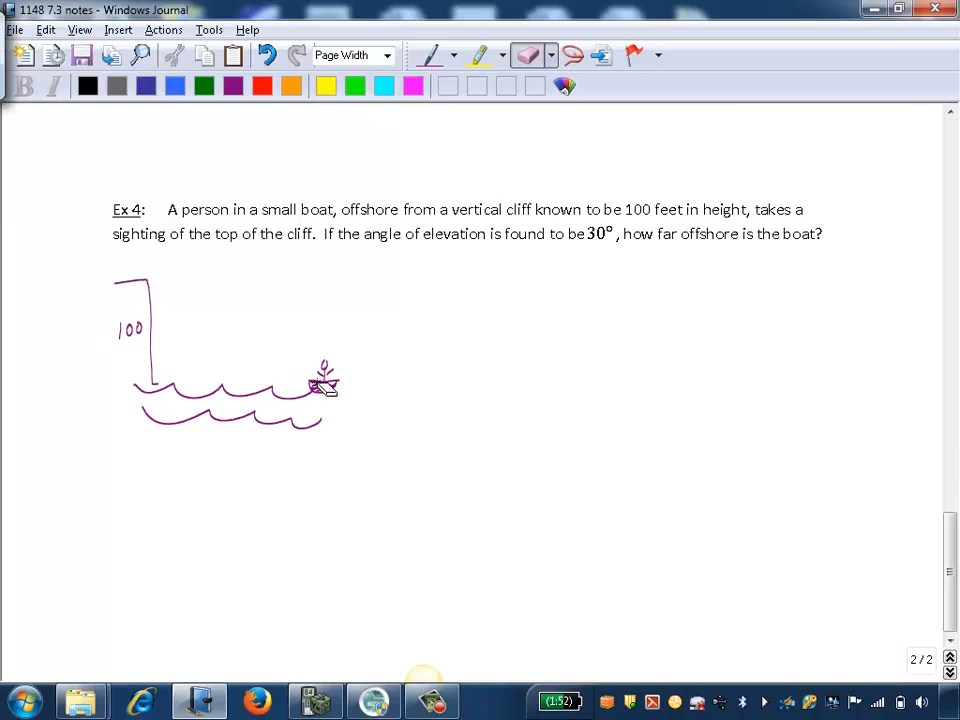 1148 7.3 notes - Windows Journal
File Edit View Insert Actions Tools Help
Page Width
B I
Ex 4: A person in a small boat, offshore from a vertical cliff known to be 100 feet in height, takes a
sighting of the top of the cliff. If the angle of elevation is found to be 30°, how far offshore is the boat?
100
2 / 2
(1:52)